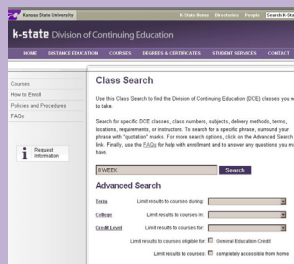 Kansas State University
K-State Home Directories People Search K-Sta
k-state Division of Continuing Education
HOME DISTANCE EDUCATION COURSES DEGREES & CERTIFICATES STUDENT SERVICES CONTACT
Courses
How to Enroll
Policies and Procedures
FAQs
Request Information
Class Search
Use this Class Search to find the Division of Continuing Education (DCE) classes you w
to take.
Search for specific DCE classes, class numbers, subjects, delivery methods, terms,
locations, requirements, or instructors. To search for a specific phrase, surround your
phrase with "quotation" marks. For more search options, click on the Advanced Search
link. Finally, use the FAQs for help with enrollment and to answer any questions you m
have.
8 WEEK Search
Advanced Search
Term Limit results to courses during:
College Limit results to courses in:
Credit Level Limit results to courses for:
Limit results to courses eligible for: General Education Credit
Limit results to courses: completely accessible from home